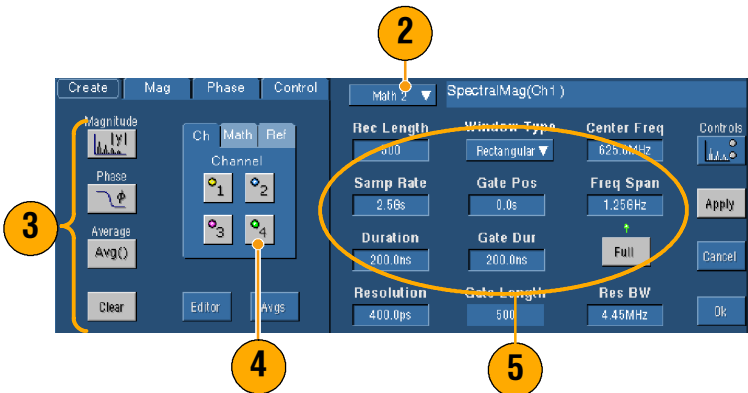 2
Create Mag Phase Control
Math 2 ▼ SpectralMag(Ch1)
Magnitude
|y|
Phase
ϕ
Average
Avg()
Clear
3
Ch Math Ref
Channel
1 2
3 4
Editor Avgs
4
Rec Length Window Type Center Freq Controls
500 Rectangular ▼ 625.0MHz
Samp Rate Gate Pos Freq Span
2.5Gs 0.0s 1.25GHz Apply
Duration Gate Dur
200.0ns 200.0ns Full Cancel
Resolution Gate Length Res BW
400.0ps 500 4.45MHz Ok
5